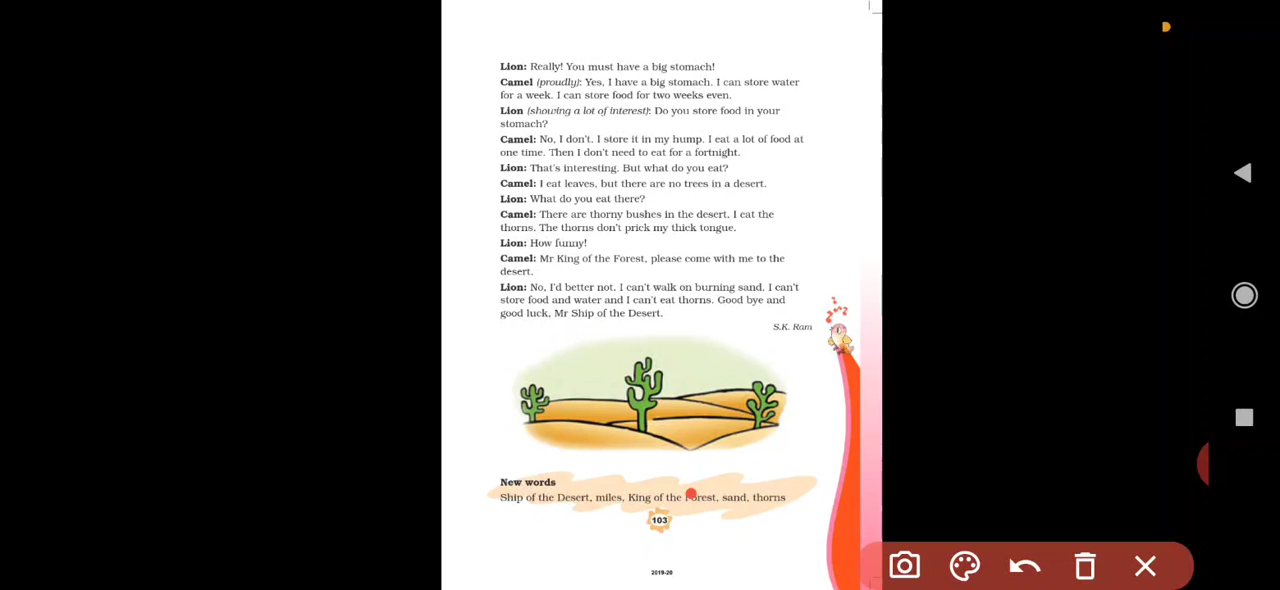 Lion: Really! You must have a big stomach!
Camel (proudly): Yes, I have a big stomach. I can store water
for a week. I can store food for two weeks even.
Lion (showing a lot of interest): Do you store food in your
stomach?
Camel: No, I don't. I store it in my hump. I eat a lot of food at
one time. Then I don't need to eat for a fortnight.
Lion: That's interesting. But what do you eat?
Camel: I eat leaves, but there are no trees in a desert.
Lion: What do you eat there?
Camel: There are thorny bushes in the desert. I eat the
thorns. The thorns don't prick my thick tongue.
Lion: How funny!
Camel: Mr King of the Forest, please come with me to the
desert.
Lion: No, I'd better not. I can't walk on burning sand. I can't
store food and water and I can't eat thorns. Good bye and
good luck, Mr Ship of the Desert.
S.K. Ram
New words
Ship of the Desert, miles, King of the Forest, sand, thorns
103
2019-20